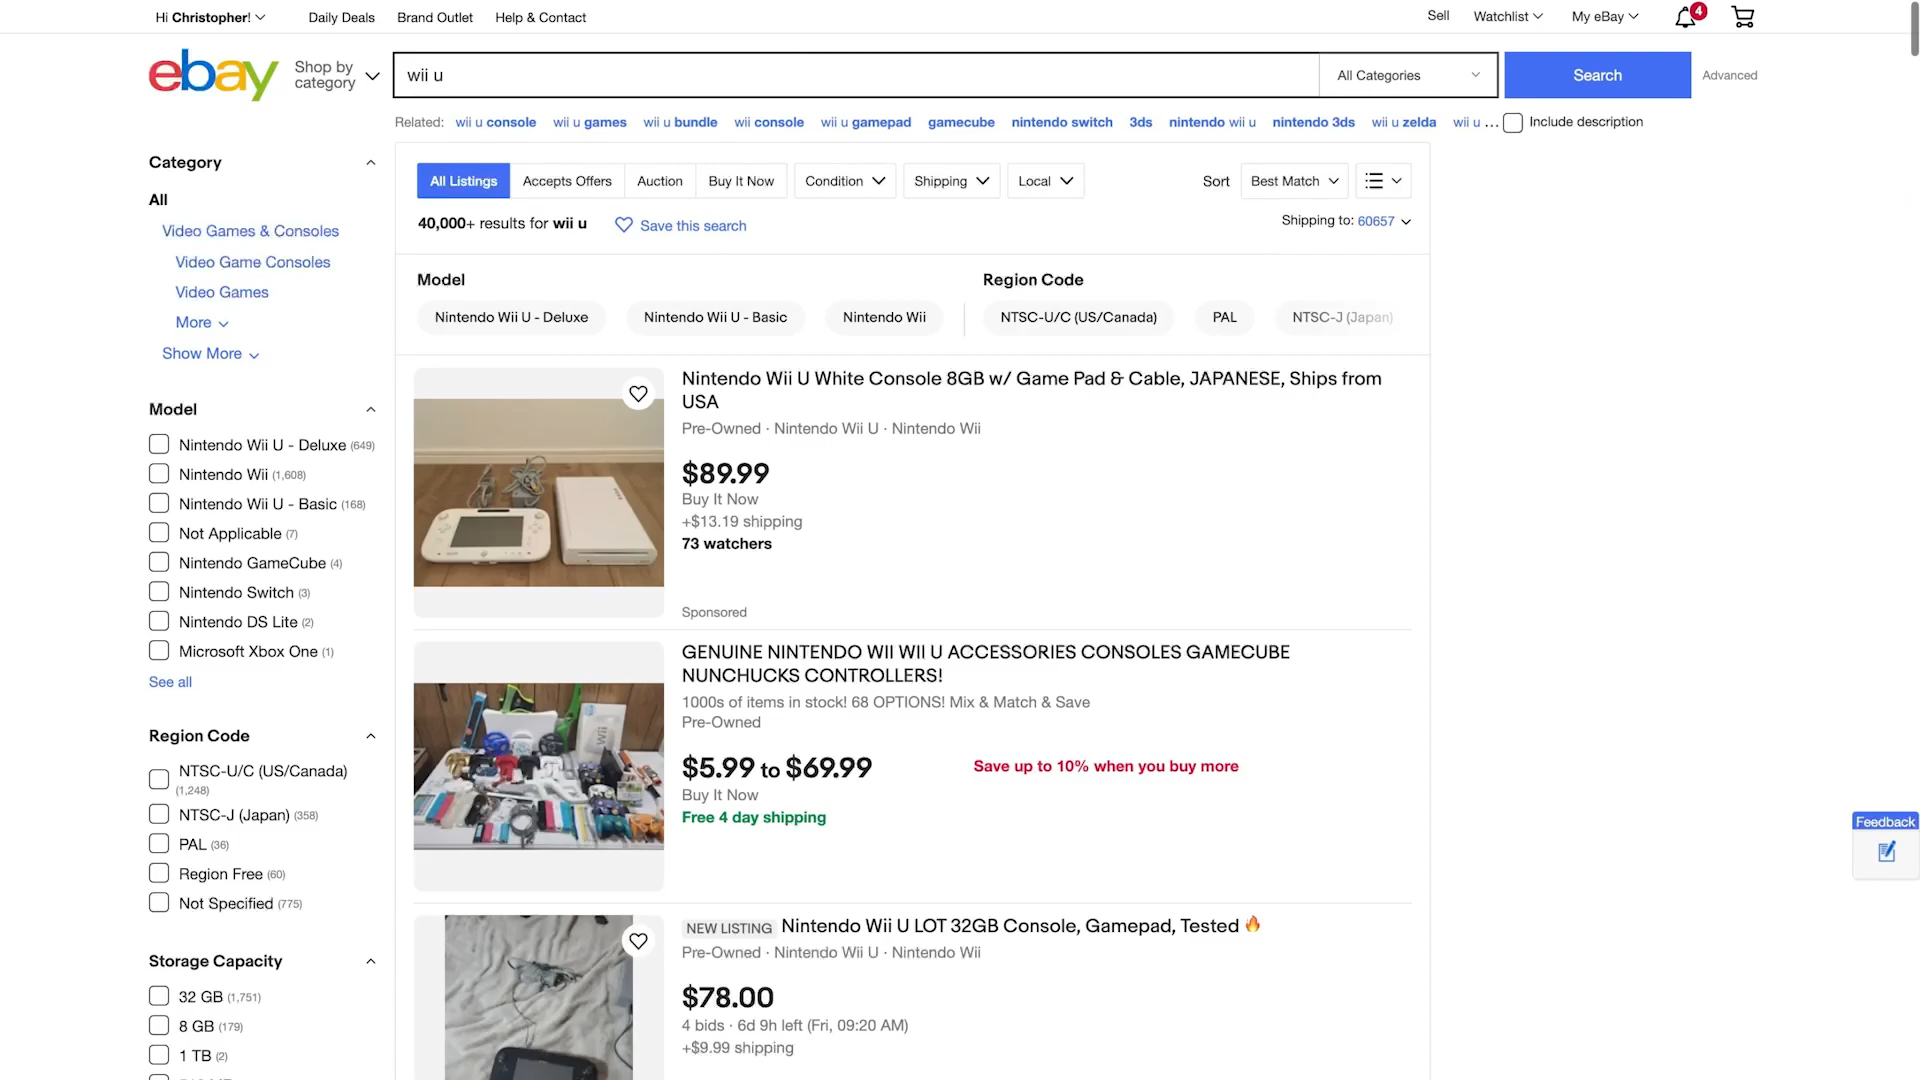 Hi Christopher!
Daily Deals
Brand Outlet
Help & Contact
Sell
Watchlist
My eBay
4
ebay
Shop by
category
wii u
All Categories
Search
Advanced
Related: wii u console wii u games wii u bundle wii console wii u gamepad gamecube nintendo switch 3ds nintendo wii u nintendo 3ds wii u zelda wii u ...
Include description
Category
All
Video Games & Consoles
Video Game Consoles
Video Games
More
Show More
Model
Nintendo Wii U - Deluxe (649)
Nintendo Wii (1,608)
Nintendo Wii U - Basic (168)
Not Applicable (7)
Nintendo GameCube (4)
Nintendo Switch (3)
Nintendo DS Lite (2)
Microsoft Xbox One (1)
See all
Region Code
NTSC-U/C (US/Canada)
(1,248)
NTSC-J (Japan) (358)
PAL (36)
Region Free (60)
Not Specified (775)
Storage Capacity
32 GB (1,751)
8 GB (179)
1 TB (2)
All Listings
Accepts Offers
Auction
Buy It Now
Condition
Shipping
Local
Sort
Best Match
40,000+ results for wii u
Save this search
Shipping to: 60657
Model
Nintendo Wii U - Deluxe
Nintendo Wii U - Basic
Nintendo Wii
Region Code
NTSC-U/C (US/Canada)
PAL
NTSC-J (Japan)
Nintendo Wii U White Console 8GB w/ Game Pad & Cable, JAPANESE, Ships from
USA
Pre-Owned · Nintendo Wii U · Nintendo Wii
$89.99
Buy It Now
+$13.19 shipping
73 watchers
Sponsored
GENUINE NINTENDO WII WII U ACCESSORIES CONSOLES GAMECUBE
NUNCHUCKS CONTROLLERS!
1000s of items in stock! 68 OPTIONS! Mix & Match & Save
Pre-Owned
$5.99 to $69.99
Save up to 10% when you buy more
Buy It Now
Free 4 day shipping
Wii
NEW LISTING Nintendo Wii U LOT 32GB Console, Gamepad, Tested 🔥
Pre-Owned · Nintendo Wii U · Nintendo Wii
$78.00
4 bids · 6d 9h left (Fri, 09:20 AM)
+$9.99 shipping
Feedback